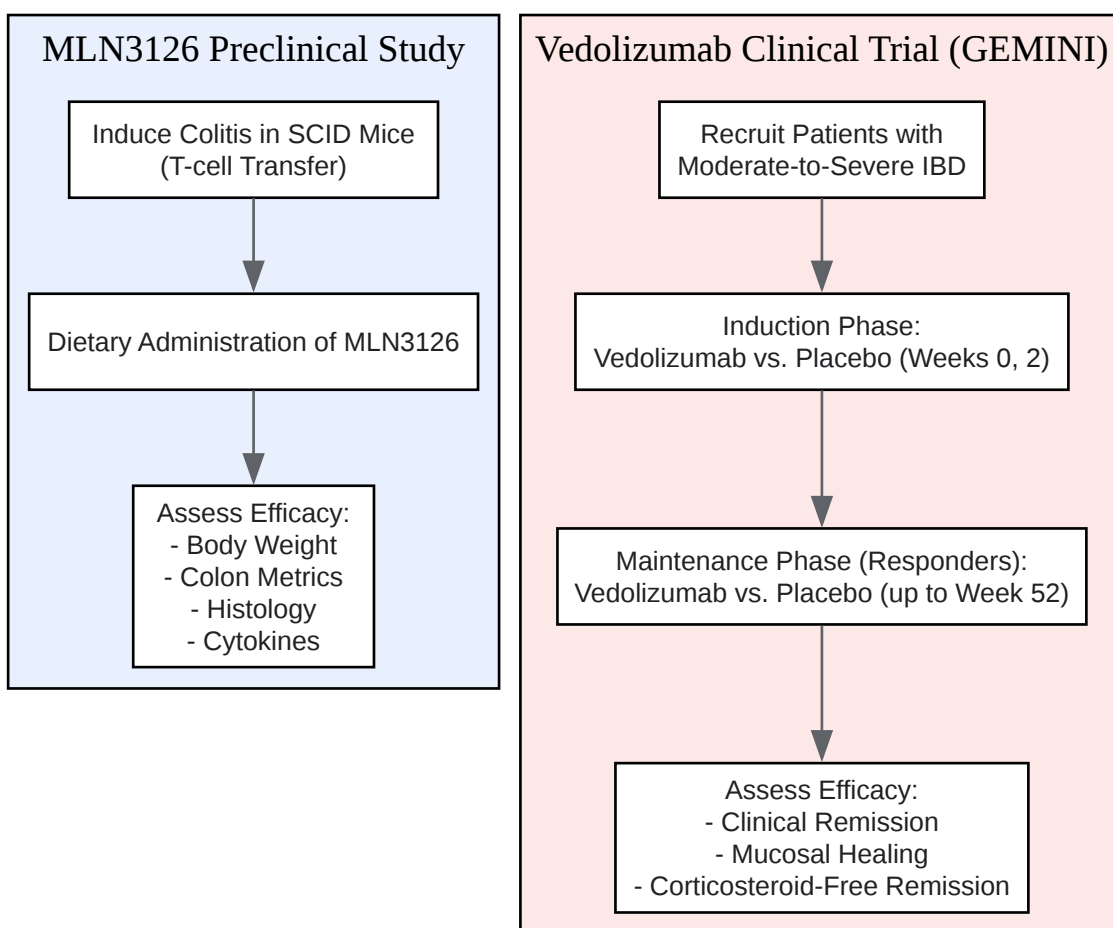 MLN3126 Preclinical Study
Induce Colitis in SCID Mice
(T-cell Transfer)
Dietary Administration of MLN3126
Assess Efficacy:
- Body Weight
- Colon Metrics
- Histology
- Cytokines
Vedolizumab Clinical Trial (GEMINI)
Recruit Patients with
Moderate-to-Severe IBD
Induction Phase:
Vedolizumab vs. Placebo (Weeks 0, 2)
Maintenance Phase (Responders):
Vedolizumab vs. Placebo (up to Week 52)
Assess Efficacy:
- Clinical Remission
- Mucosal Healing
- Corticosteroid-Free Remission